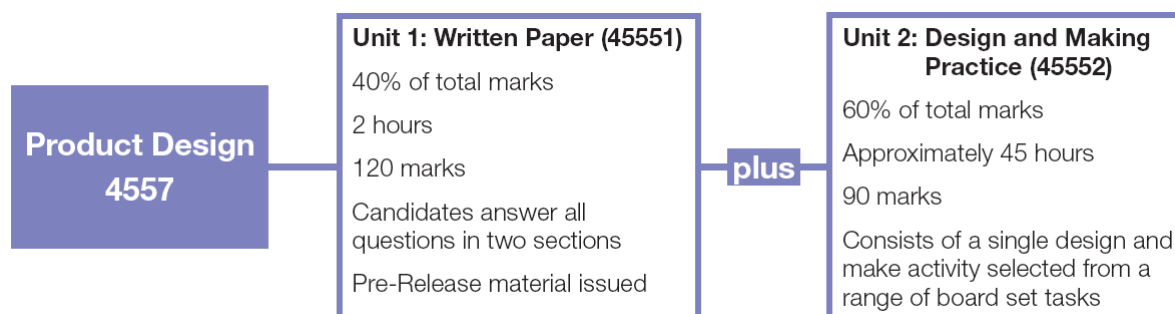 Product Design
4557
Unit 1: Written Paper (45551)
40% of total marks
2 hours
120 marks
Candidates answer all
questions in two sections
Pre-Release material issued
plus
Unit 2: Design and Making
Practice (45552)
60% of total marks
Approximately 45 hours
90 marks
Consists of a single design and
make activity selected from a
range of board set tasks